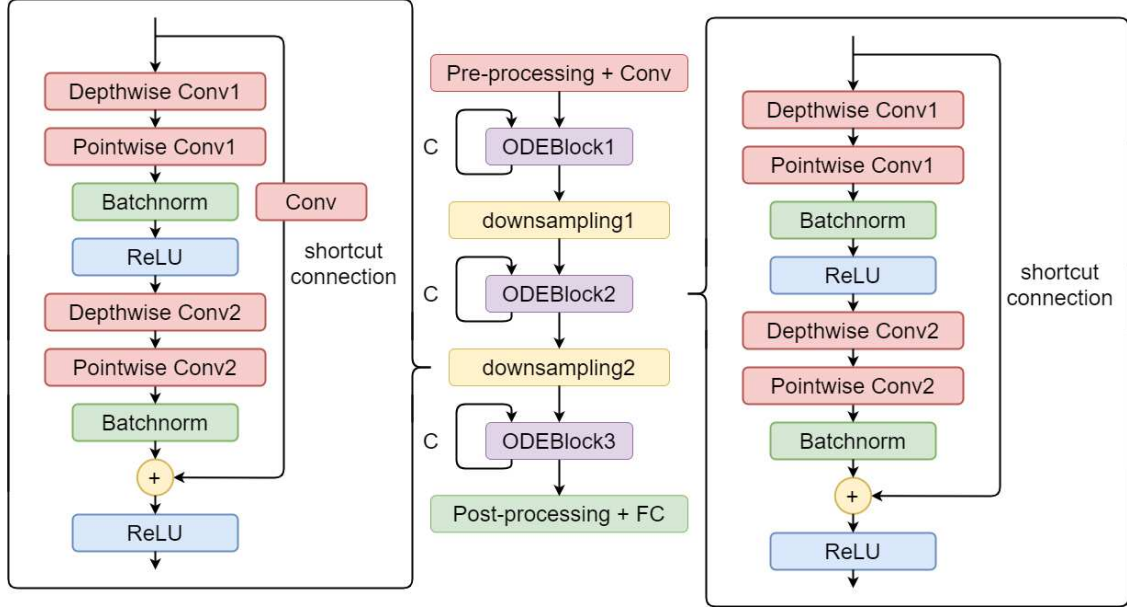 Depthwise Conv1
Pointwise Conv1
Batchnorm
Conv
ReLU
shortcut
connection
Depthwise Conv2
Pointwise Conv2
Batchnorm
+
ReLU
Pre-processing + Conv
C
ODEBlock1
downsampling1
C
ODEBlock2
downsampling2
C
ODEBlock3
Post-processing + FC
Depthwise Conv1
Pointwise Conv1
Batchnorm
ReLU
shortcut
connection
Depthwise Conv2
Pointwise Conv2
Batchnorm
+
ReLU